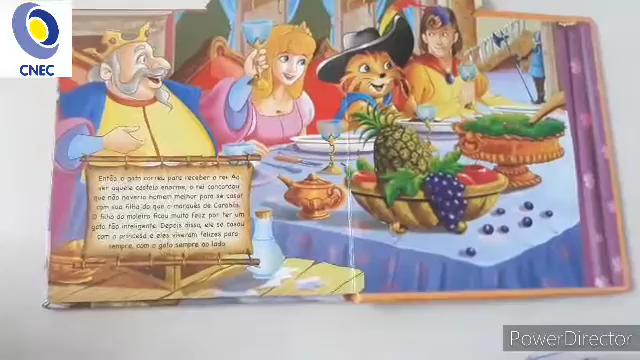 CNEC
Então o gato correu para receber o rei. Ao
ver aquele castelo enorme, o rei concordou
que não haveria homem melhor para se casar
com sua filha do que o marquês de Carabás.
O filho do moleiro ficou muito feliz por ter um
gato tão inteligente. Depois disso, ele se casou
com a princesa e eles viveram felizes para
sempre, com o gato sempre ao lado.
PowerDirector